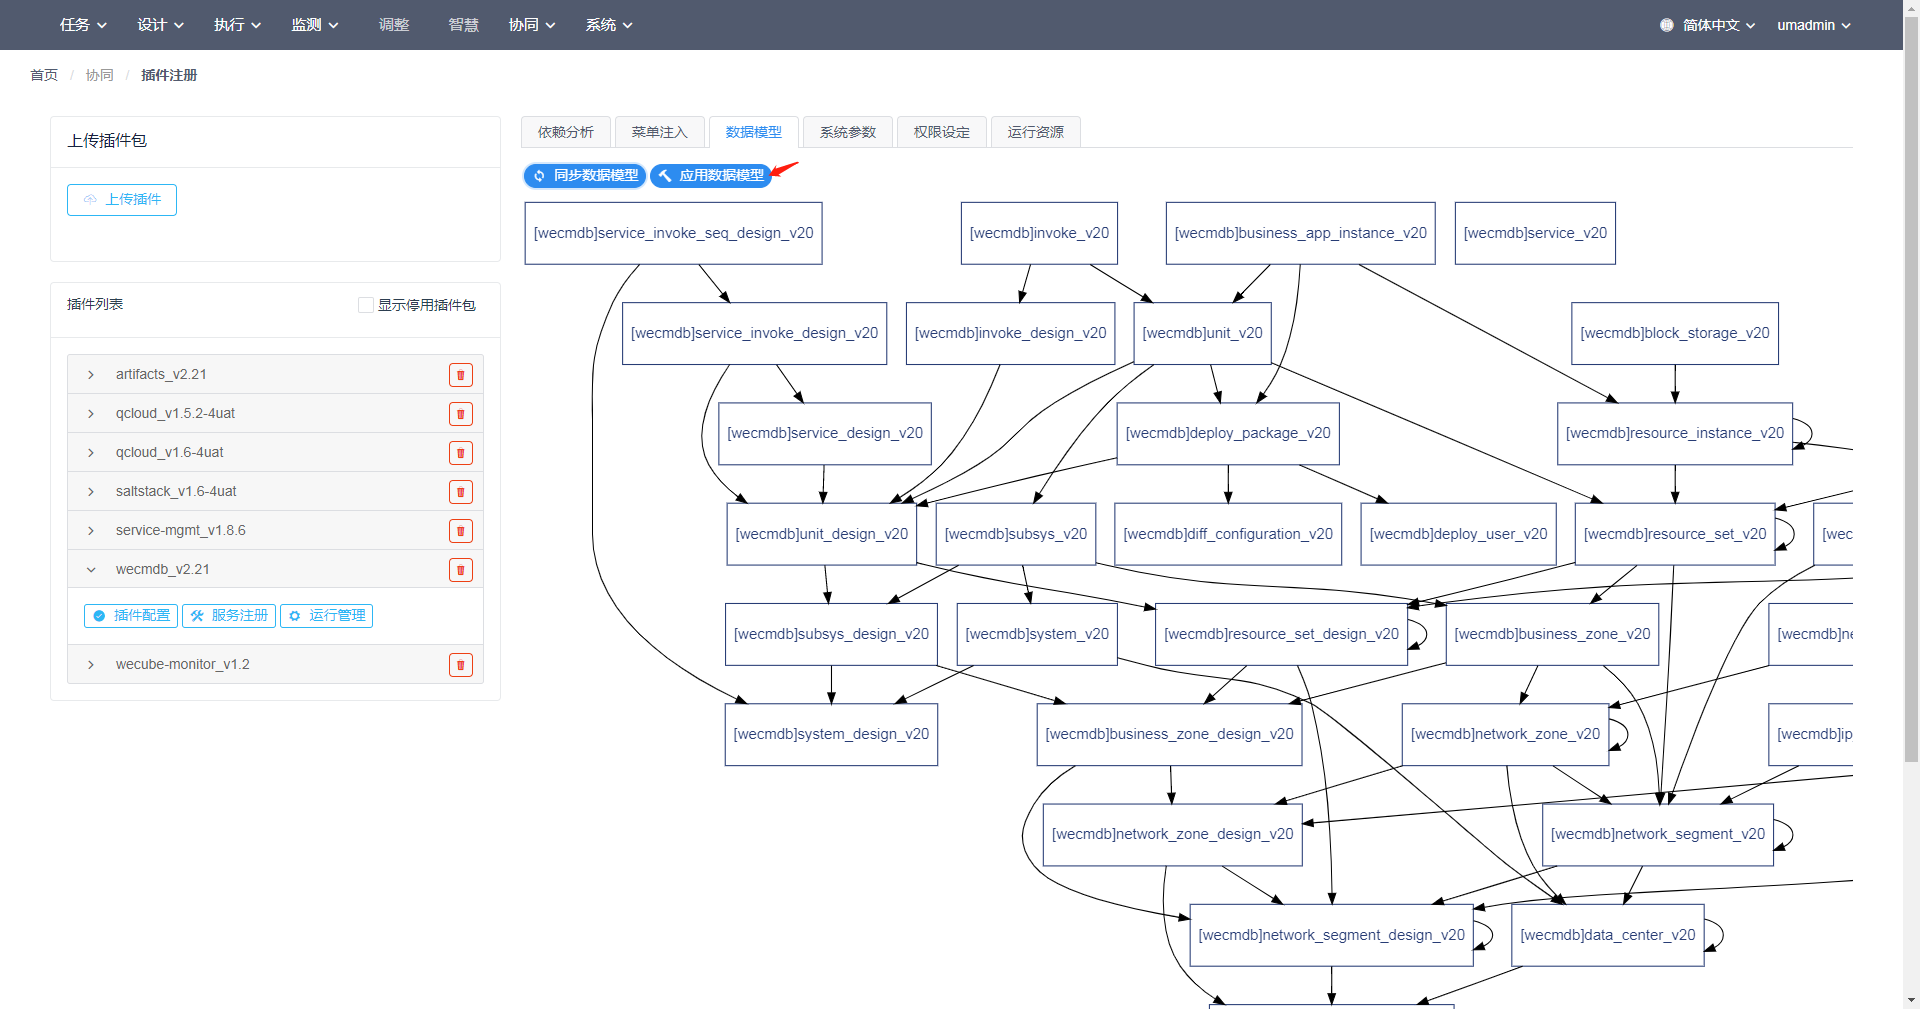 任务 设计 执行 监测 调整 智慧 协同 系统 简体中文 umadmin
首页 / 协同 / 插件注册
上传插件包
上传插件
插件列表 显示停用插件包
artifacts_v2.21
qcloud_v1.5.2-4uat
qcloud_v1.6-4uat
saltstack_v1.6-4uat
service-mgmt_v1.8.6
wecmdb_v2.21
插件配置 服务注册 运行管理
wecube-monitor_v1.2
依赖分析 菜单注入 数据模型 系统参数 权限设定 运行资源
同步数据模型 应用数据模型
[wecmdb]service_invoke_seq_design_v20 [wecmdb]invoke_v20 [wecmdb]business_app_instance_v20 [wecmdb]service_v20
[wecmdb]service_invoke_design_v20 [wecmdb]invoke_design_v20 [wecmdb]unit_v20 [wecmdb]block_storage_v20
[wecmdb]service_design_v20 [wecmdb]deploy_package_v20 [wecmdb]resource_instance_v20
[wecmdb]unit_design_v20 [wecmdb]subsys_v20 [wecmdb]diff_configuration_v20 [wecmdb]deploy_user_v20 [wecmdb]resource_set_v20 [wec
[wecmdb]subsys_design_v20 [wecmdb]system_v20 [wecmdb]resource_set_design_v20 [wecmdb]business_zone_v20 [wecmdb]ne
[wecmdb]system_design_v20 [wecmdb]business_zone_design_v20 [wecmdb]network_zone_v20 [wecmdb]ip
[wecmdb]network_zone_design_v20 [wecmdb]network_segment_v20
[wecmdb]network_segment_design_v20 [wecmdb]data_center_v20